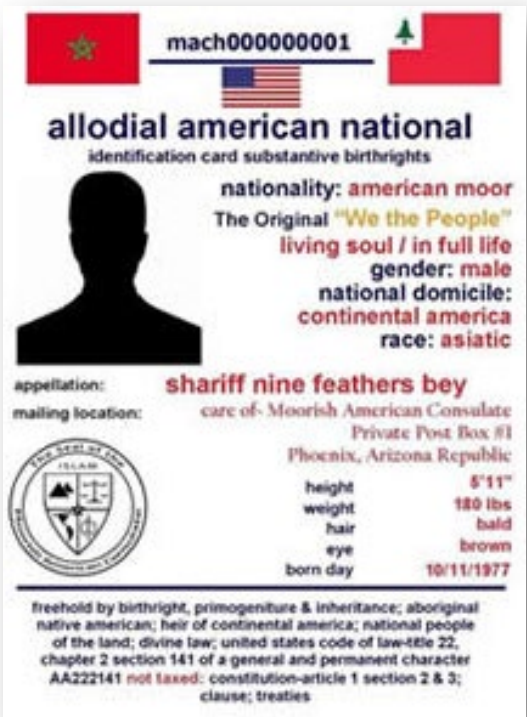 mach000000001
allodial american national
identification card substantive birthrights
nationality: american moor
The Original "We the People"
living soul / in full life
gender: male
national domicile:
continental america
race: asiatic
appellation: shariff nine feathers bey
mailing location: care of- Moorish American Consulate
Private Post Box #1
Phoenix, Arizona Republic
The Seal of the
ISLAM
height 5'11"
weight 180 lbs
hair bald
eye brown
born day 10/11/1977
freehold by birthright, primogeniture & inheritance; aboriginal
native american; heir of continental america; national people
of the land; divine law; united states code of law-title 22,
chapter 2 section 141 of a general and permanent character
AA222141 not taxed: constitution-article 1 section 2 & 3;
clause; treaties